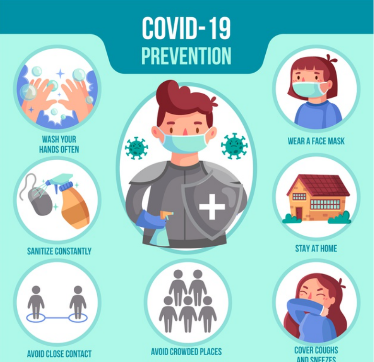 COVID-19
PREVENTION
WASH YOUR
HANDS OFTEN
WEAR A FACE MASK
SANITIZE CONSTANTLY
STAY AT HOME
AVOID CLOSE CONTACT
AVOID CROWDED PLACES
COVER COUGHS
AND SNEEZES